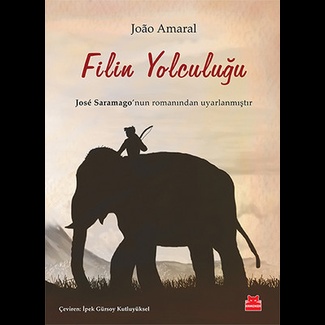 João Amaral
Filin Yolculuğu
José Saramago'nun romanından uyarlanmıştır
Çeviren: İpek Gürsoy Kutluyüksel